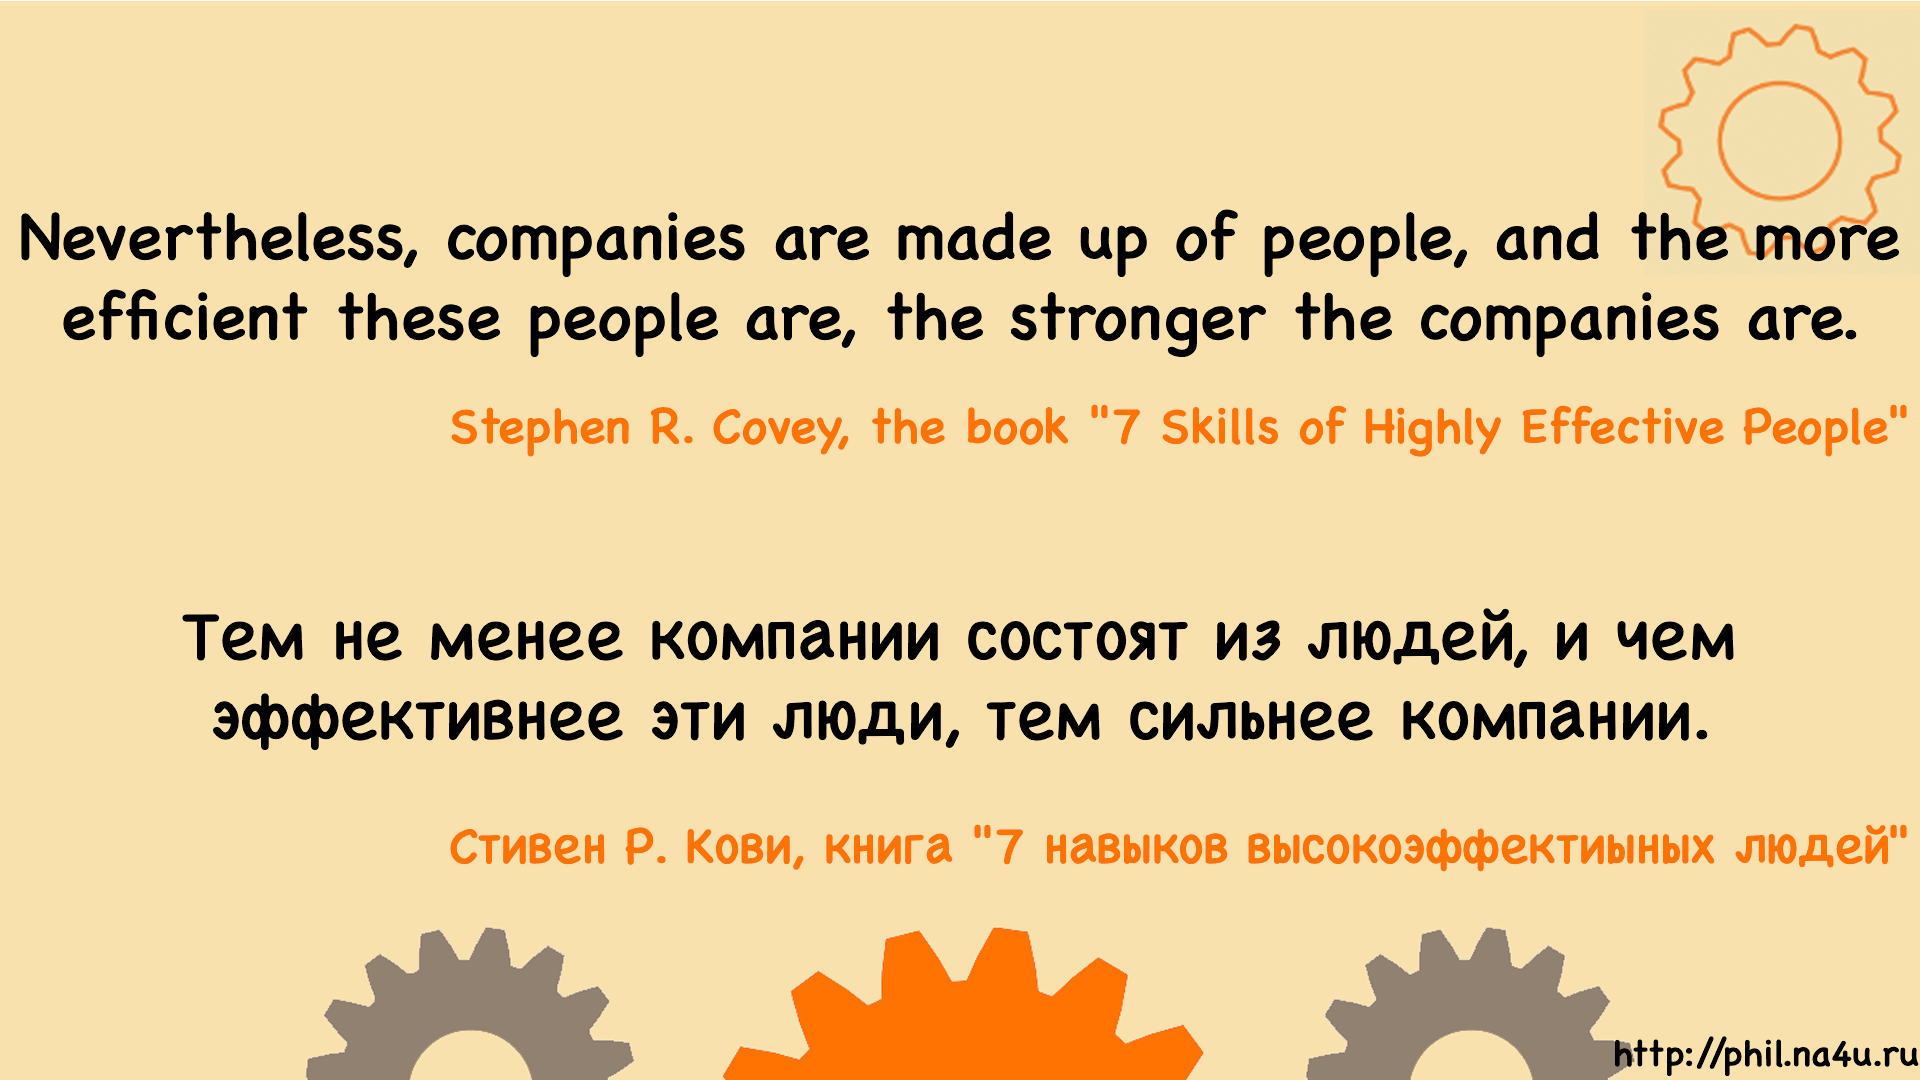 Nevertheless, companies are made up of people, and the more
efficient these people are, the stronger the companies are.
Stephen R. Covey, the book "7 Skills of Highly Effective People"
Тем не менее компании состоят из людей, и чем
эффективнее эти люди, тем сильнее компании.
Стивен Р. Кови, книга "7 навыков высокоэффектиыных людей"
http://phil.na4u.ru